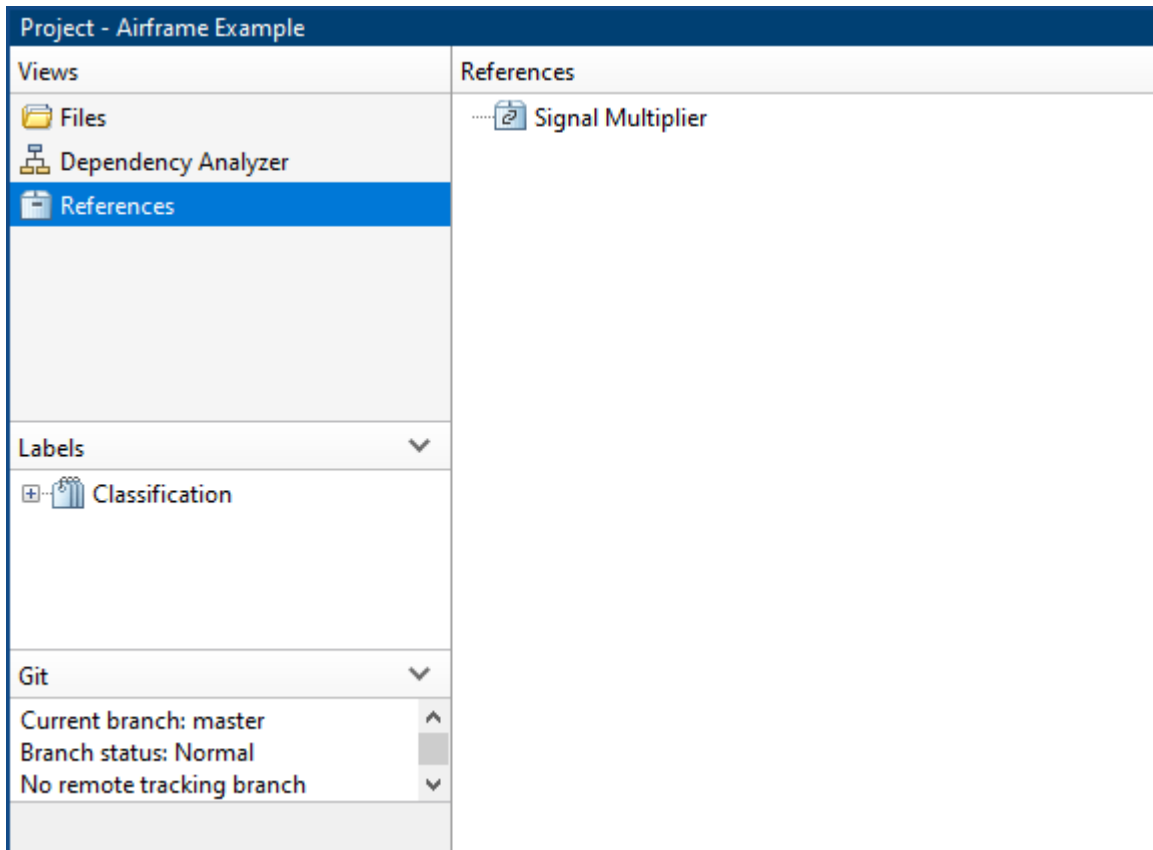 Project - Airframe Example
Views
Files
Dependency Analyzer
References
Labels
Classification
Git
Current branch: master
Branch status: Normal
No remote tracking branch
References
Signal Multiplier